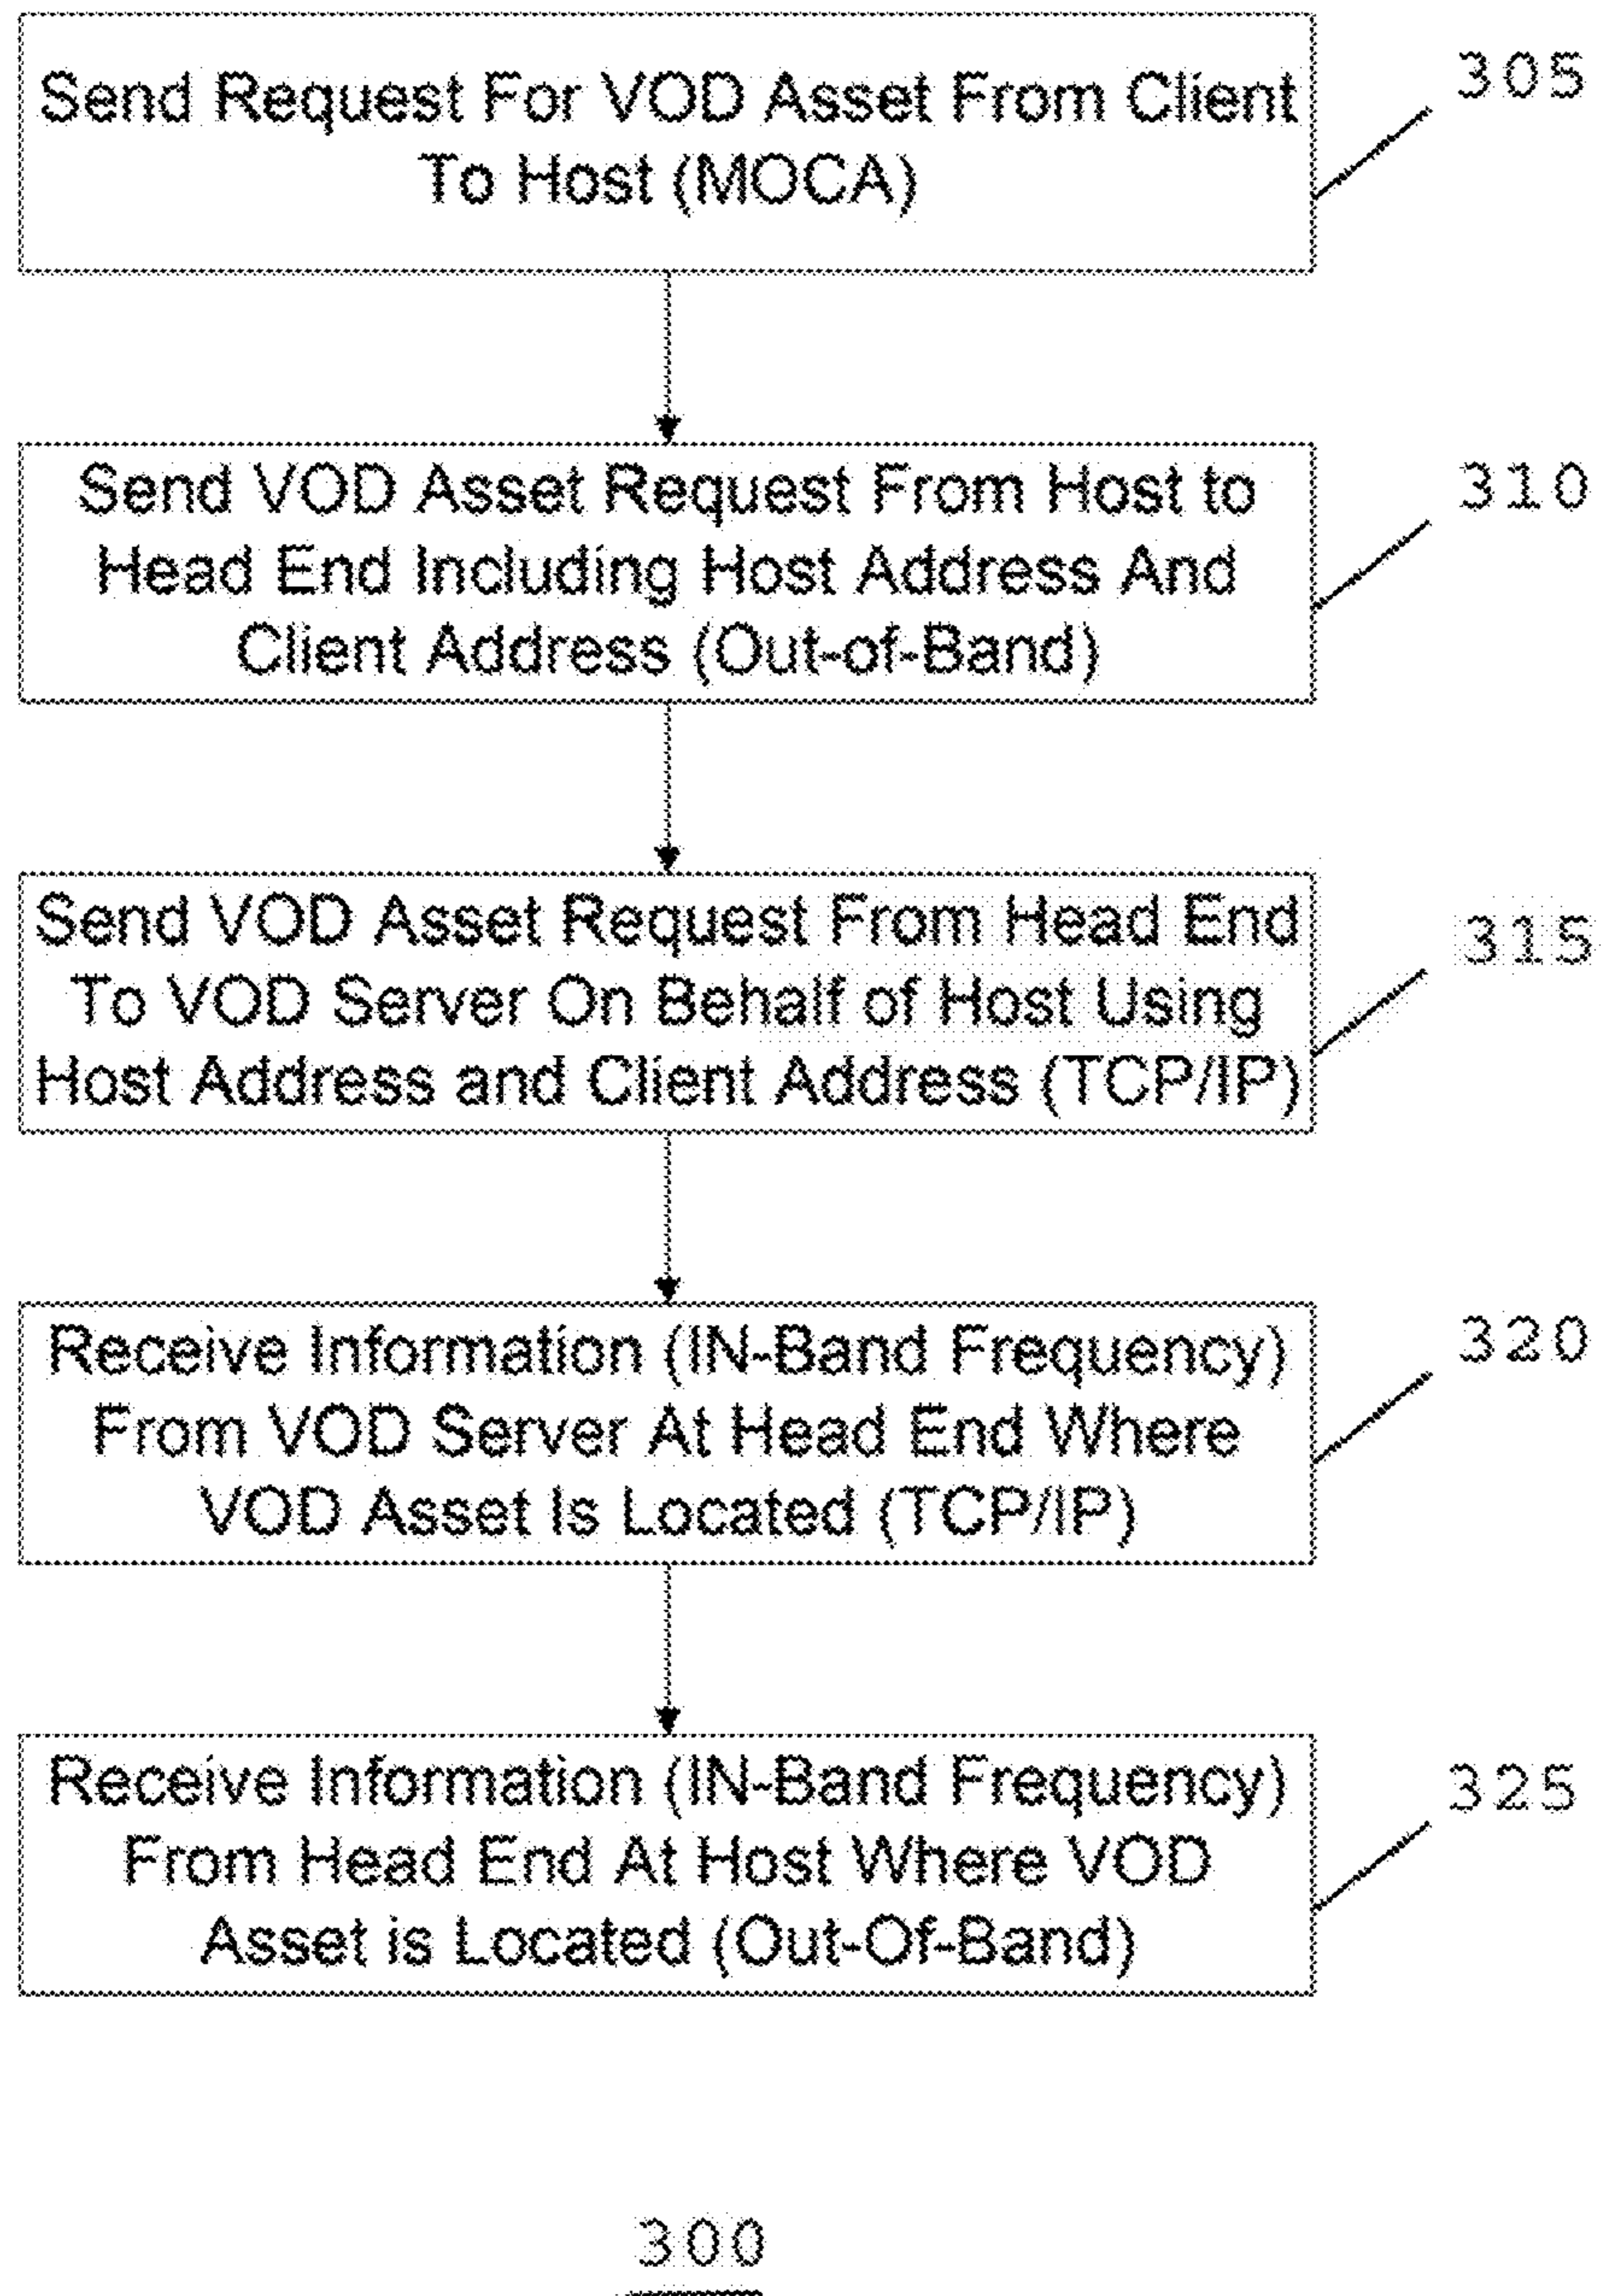 Send Request For VOD Asset From Client
To Host (MOCA)
305
Send VOD Asset Request From Host to
Head End Including Host Address And
Client Address (Out-of-Band)
310
Send VOD Asset Request From Head End
To VOD Server On Behalf of Host Using
Host Address and Client Address (TCP/IP)
315
Receive Information (IN-Band Frequency)
From VOD Server At Head End Where
VOD Asset Is Located (TCP/IP)
320
Receive Information (IN-Band Frequency)
From Head End At Host Where VOD
Asset is Located (Out-Of-Band)
325
300